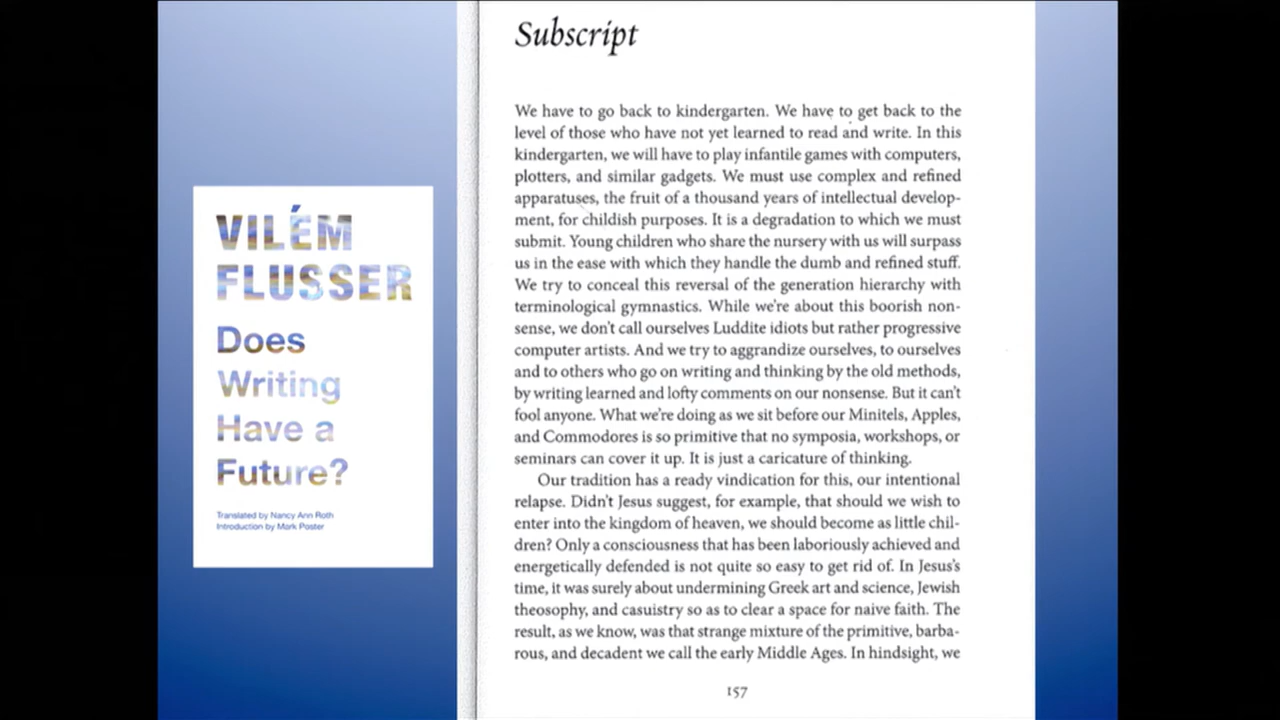 VILÉM
FLUSSER
Does
Writing
Have a
Future?
Translated by Nancy Ann Roth
Introduction by Mark Poster
Subscript
We have to go back to kindergarten. We have to get back to the
level of those who have not yet learned to read and write. In this
kindergarten, we will have to play infantile games with computers,
plotters, and similar gadgets. We must use complex and refined
apparatuses, the fruit of a thousand years of intellectual develop-
ment, for childish purposes. It is a degradation to which we must
submit. Young children who share the nursery with us will surpass
us in the ease with which they handle the dumb and refined stuff.
We try to conceal this reversal of the generation hierarchy with
terminological gymnastics. While we're about this boorish non-
sense, we don't call ourselves Luddite idiots but rather progressive
computer artists. And we try to aggrandize ourselves, to ourselves
and to others who go on writing and thinking by the old methods,
by writing learned and lofty comments on our nonsense. But it can't
fool anyone. What we're doing as we sit before our Minitels, Apples,
and Commodores is so primitive that no symposia, workshops, or
seminars can cover it up. It is just a caricature of thinking.
Our tradition has a ready vindication for this, our intentional
relapse. Didn't Jesus suggest, for example, that should we wish to
enter into the kingdom of heaven, we should become as little chil-
dren? Only a consciousness that has been laboriously achieved and
energetically defended is not quite so easy to get rid of. In Jesus's
time, it was surely about undermining Greek art and science, Jewish
theosophy, and casuistry so as to clear a space for naive faith. The
result, as we know, was that strange mixture of the primitive, barba-
rous, and decadent we call the early Middle Ages. In hindsight, we
157